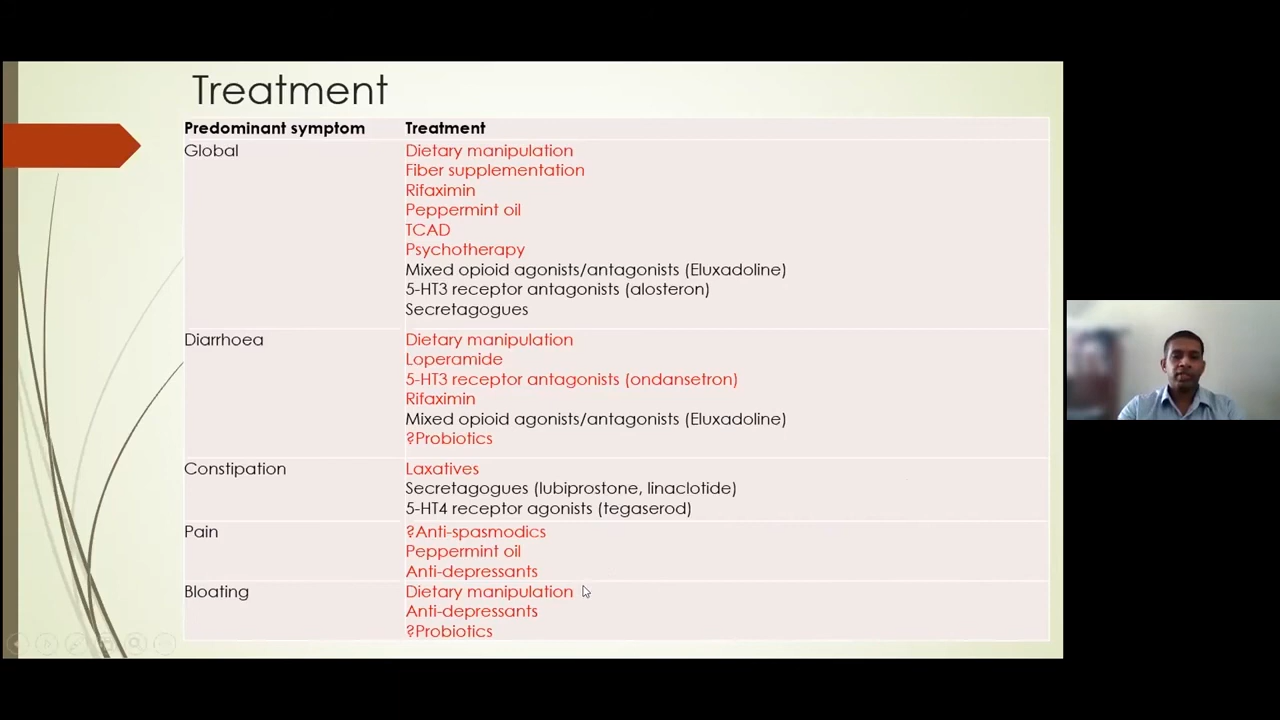 Treatment
Predominant symptom Treatment
Global Dietary manipulation
Fiber supplementation
Rifaximin
Peppermint oil
TCAD
Psychotherapy
Mixed opioid agonists/antagonists (Eluxadoline)
5-HT3 receptor antagonists (alosteron)
Secretagogues
Diarrhoea Dietary manipulation
Loperamide
5-HT3 receptor antagonists (ondansetron)
Rifaximin
Mixed opioid agonists/antagonists (Eluxadoline)
?Probiotics
Constipation Laxatives
Secretagogues (lubiprostone, linaclotide)
5-HT4 receptor agonists (tegaserod)
Pain ?Anti-spasmodics
Peppermint oil
Anti-depressants
Bloating Dietary manipulation
Anti-depressants
?Probiotics